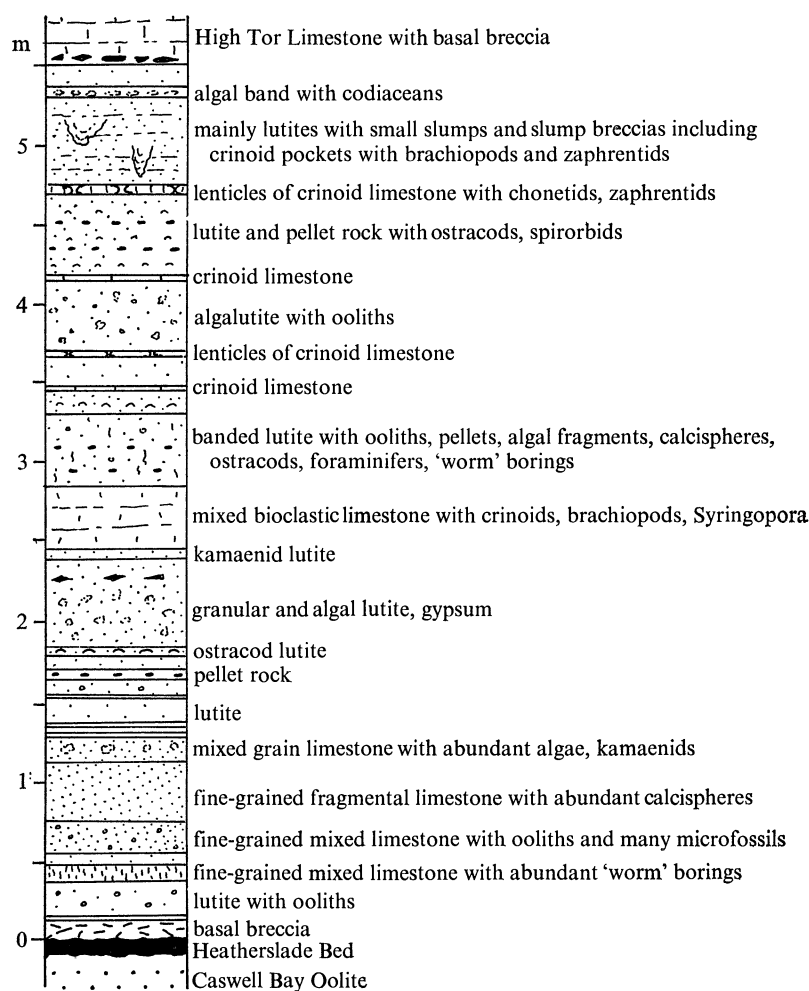 m
High Tor Limestone with basal breccia
algal band with codiaceans
mainly lutites with small slumps and slump breccias including
5
crinoid pockets with brachiopods and zaphrentids
lenticles of crinoid limestone with chonetids, zaphrentids
lutite and pellet rock with ostracods, spirorbids
crinoid limestone
4
algalutite with ooliths
lenticles of crinoid limestone
crinoid limestone
banded lutite with ooliths, pellets, algal fragments, calcispheres,
3
ostracods, foraminifers, ‘worm’ borings
mixed bioclastic limestone with crinoids, brachiopods, Syringopora
kamaenid lutite
granular and algal lutite, gypsum
2
ostracod lutite
pellet rock
lutite
mixed grain limestone with abundant algae, kamaenids
1
fine-grained fragmental limestone with abundant calcispheres
fine-grained mixed limestone with ooliths and many microfossils
fine-grained mixed limestone with abundant ‘worm’ borings
lutite with ooliths
basal breccia
0
Heatherslade Bed
Caswell Bay Oolite